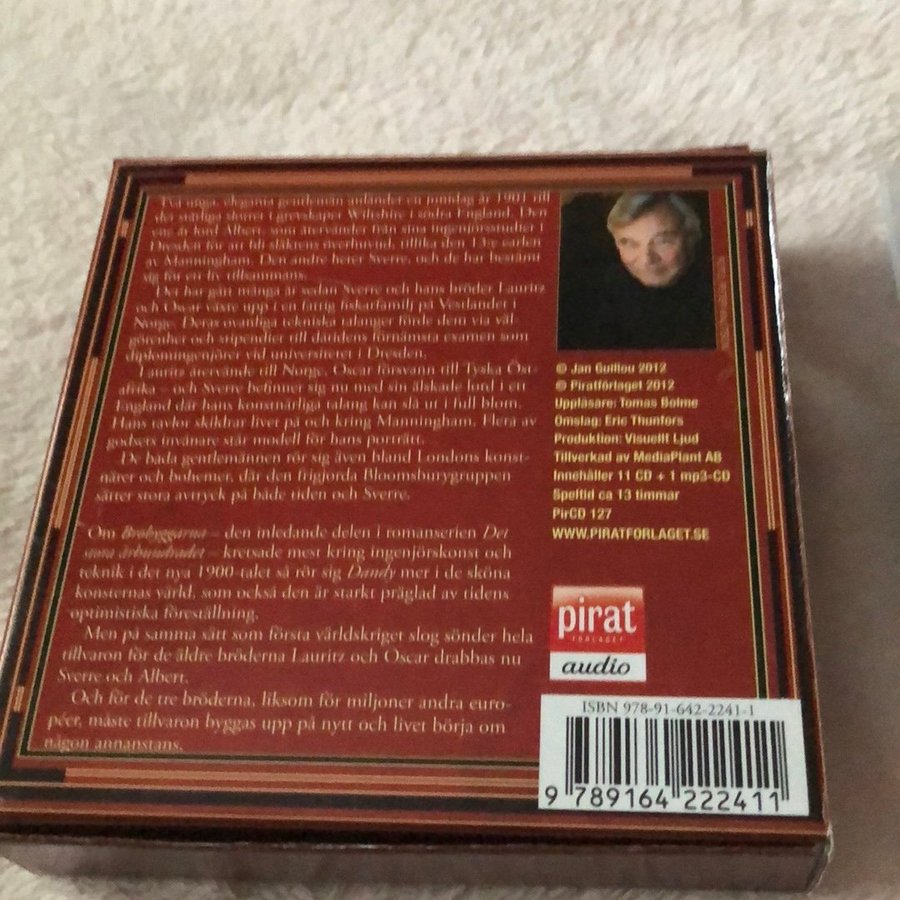 två unga eleganta gentlemän anlände en junidag år 1901 till
det ståtliga slottet i grevskapet Wiltshire i södra England. Den
ene är lord Albert, som återvänder från sina ingenjörsstudier i
Dresden för att bli släktens överhuvud, tillika den 13:e earlen
av Manningham. Den andre heter Sverre, och de har bestämt
sig för en liv tillsammans.
Det har gått många år sedan Sverre och hans bröder Lauritz
och Oscar växte upp i en fattig fiskarfamilj på Vestlandet i
Norge. Deras ovanliga tekniska talanger förde dem via väl-
görenhet och stipendier till dåtidens förnämsta examen som
diplomingenjörer vid universitetet i Dresden.
Lauritz återvände till Norge, Oscar försvann till Tyska Öst-
afrika – och Sverre befinner sig nu med sin älskade lord i ett
England där hans konstnärliga talang kan slå ut i full blom.
Hans tavlor skildrar livet på och kring Manningham. Flera av
godsets invånare står modell för hans porträtt.
De båda gentlemännen rör sig även bland Londons konst-
närer och bohemer, där den frigjorda Bloomsburygruppen
sätter stora avtryck på både tiden och Sverre.
Om Brobyggarna – den inledande delen i romanserien Det
stora århundradet – kretsade mest kring ingenjörskonst och
teknik i det nya 1900-talet så rör sig Dandy mer i de sköna
konsternas värld, som också den är starkt präglad av tidens
optimistiska föreställning.
Men på samma sätt som första världskriget slog sönder hela
tillvaron för de äldre bröderna Lauritz och Oscar drabbas nu
Sverre och Albert.
Och för de tre bröderna, liksom för miljoner andra euro-
péer, måste tillvaron byggas upp på nytt och livet börja om
någon annanstans.
© Jan Guillou 2012
℗ Piratförlaget 2012
Uppläsare: Tomas Bolme
Omslag: Eric Thunfors
Produktion: Visuellt Ljud
Tillverkad av MediaPlant AB
Innehåller 11 CD + 1 mp3-CD
Speltid ca 13 timmar
PirCD 127
WWW.PIRATFORLAGET.SE
pirat
FÖRLAGET
audio
ISBN 978-91-642-2241-1
9 789164 222411